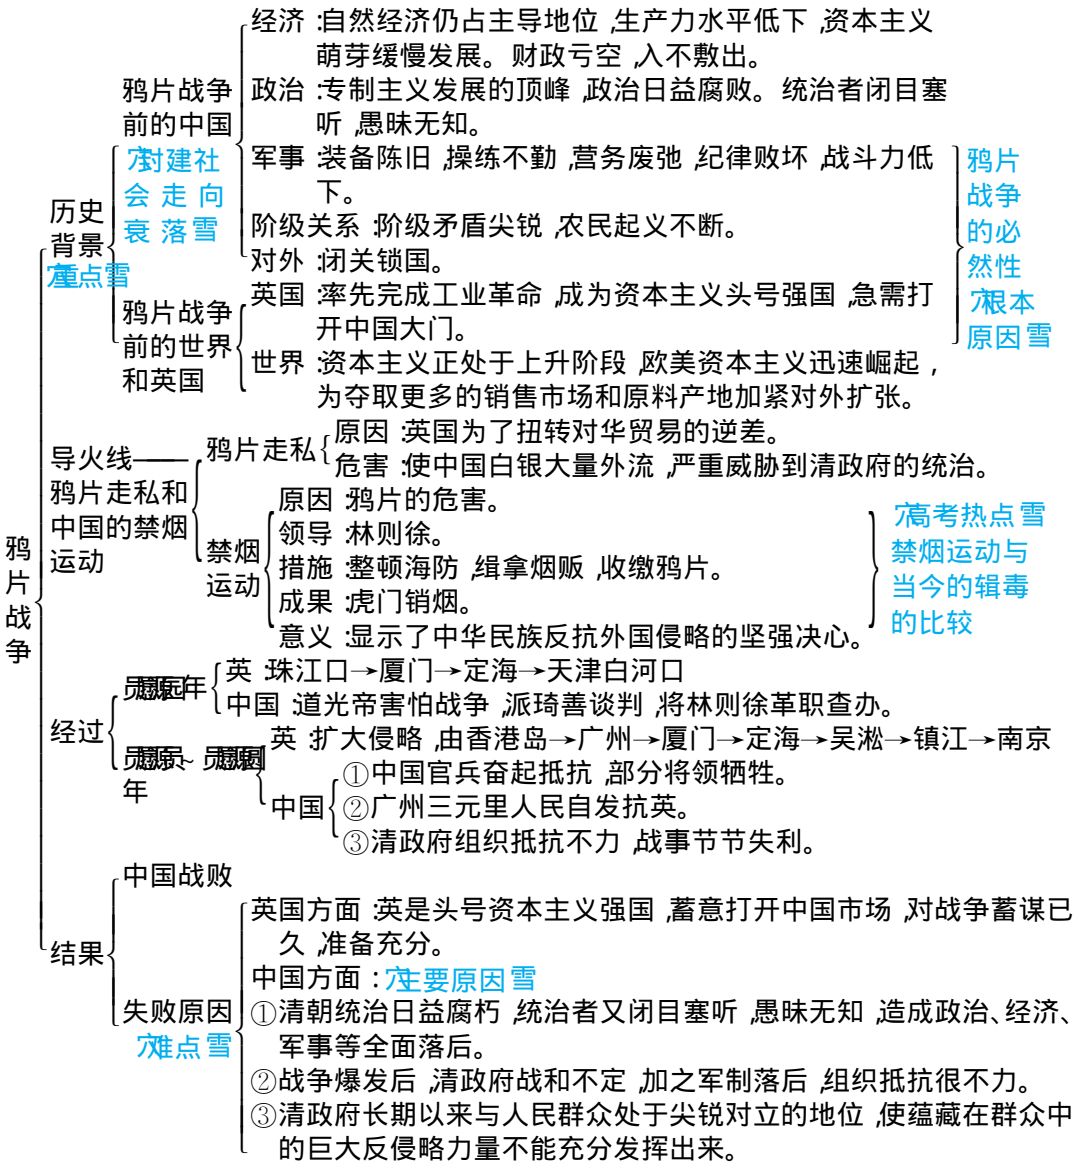 经济:自然经济仍占主导地位,生产力水平低下,资本主义
萌芽缓慢发展。财政亏空,入不敷出。
鸦片战争
前的中国
穴封建社
会走向
衰落雪
政治:专制主义发展的顶峰,政治日益腐败。统治者闭目塞
听,愚昧无知。
军事:装备陈旧,操练不勤,营务废弛,纪律败坏,战斗力低
下。
阶级关系:阶级矛盾尖锐,农民起义不断。
对外:闭关锁国。
历史
背景
穴重点雪
鸦片战争
前的世界
和英国
英国:率先完成工业革命,成为资本主义头号强国,急需打
开中国大门。
世界:资本主义正处于上升阶段,欧美资本主义迅速崛起,
为夺取更多的销售市场和原料产地加紧对外扩张。
鸦片
战争
的必
然性
穴根本
原因雪
导火线——
鸦片走私和
中国的禁烟
运动
鸦片走私
原因:英国为了扭转对华贸易的逆差。
危害:使中国白银大量外流,严重威胁到清政府的统治。
禁烟
运动
原因:鸦片的危害。
领导:林则徐。
措施:整顿海防,缉拿烟贩,收缴鸦片。
成果:虎门销烟。
意义:显示了中华民族反抗外国侵略的坚强决心。
穴高考热点雪
禁烟运动与
当今的辑毒
的比较
鸦
片
战
争
经过
年
英:珠江口→厦门→定海→天津白河口
中国:道光帝害怕战争,派琦善谈判,将林则徐革职查办。
~
年
英:扩大侵略,由香港岛→广州→厦门→定海→吴淞→镇江→南京
中国
①中国官兵奋起抵抗,部分将领牺牲。
②广州三元里人民自发抗英。
③清政府组织抵抗不力,战事节节失利。
结果
中国战败
失败原因
穴难点雪
英国方面:英是头号资本主义强国,蓄意打开中国市场,对战争蓄谋已
久,准备充分。
中国方面:穴主要原因雪
①清朝统治日益腐朽,统治者又闭目塞听,愚昧无知,造成政治、经济、
军事等全面落后。
②战争爆发后,清政府战和不定,加之军制落后,组织抵抗很不力。
③清政府长期以来与人民群众处于尖锐对立的地位,使蕴藏在群众中
的巨大反侵略力量不能充分发挥出来。